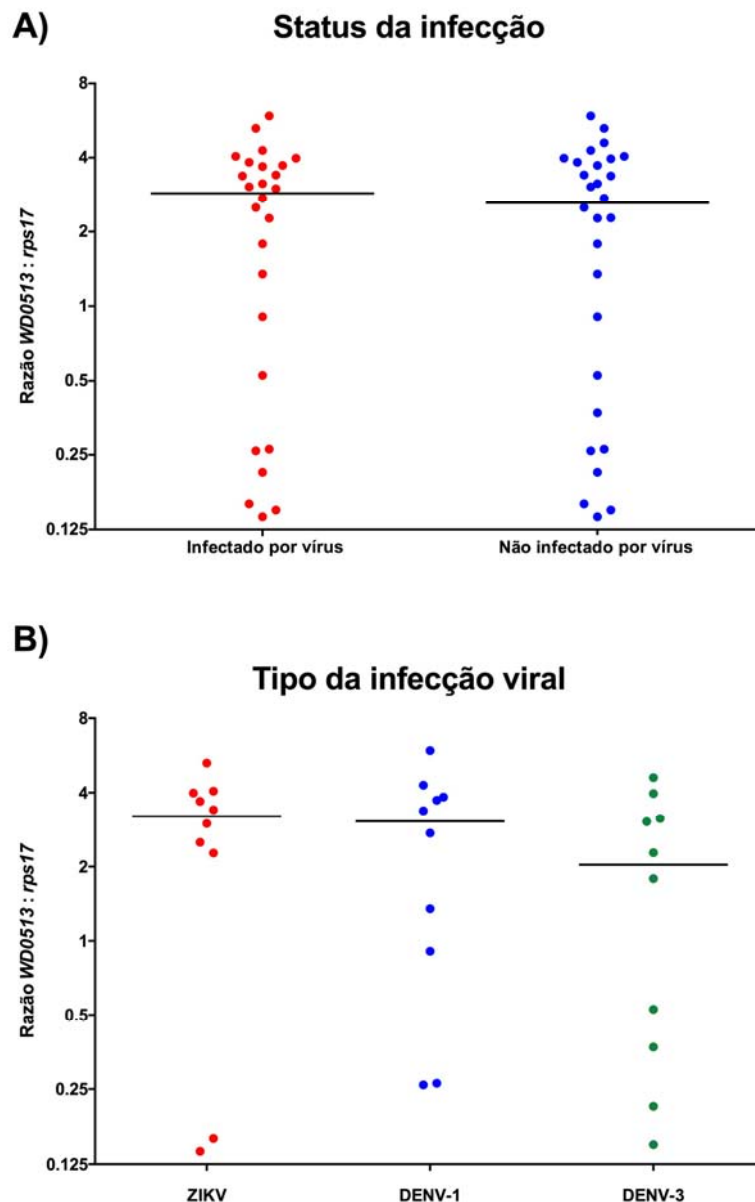 A)
Status da infecção
8
4
2
1
0.5
0.25
0.125
Razão WD0513 : rps17
Infectado por vírus
Não infectado por vírus
B)
Tipo da infecção viral
8
4
2
1
0.5
0.25
0.125
Razão WD0513 : rps17
ZIKV
DENV-1
DENV-3